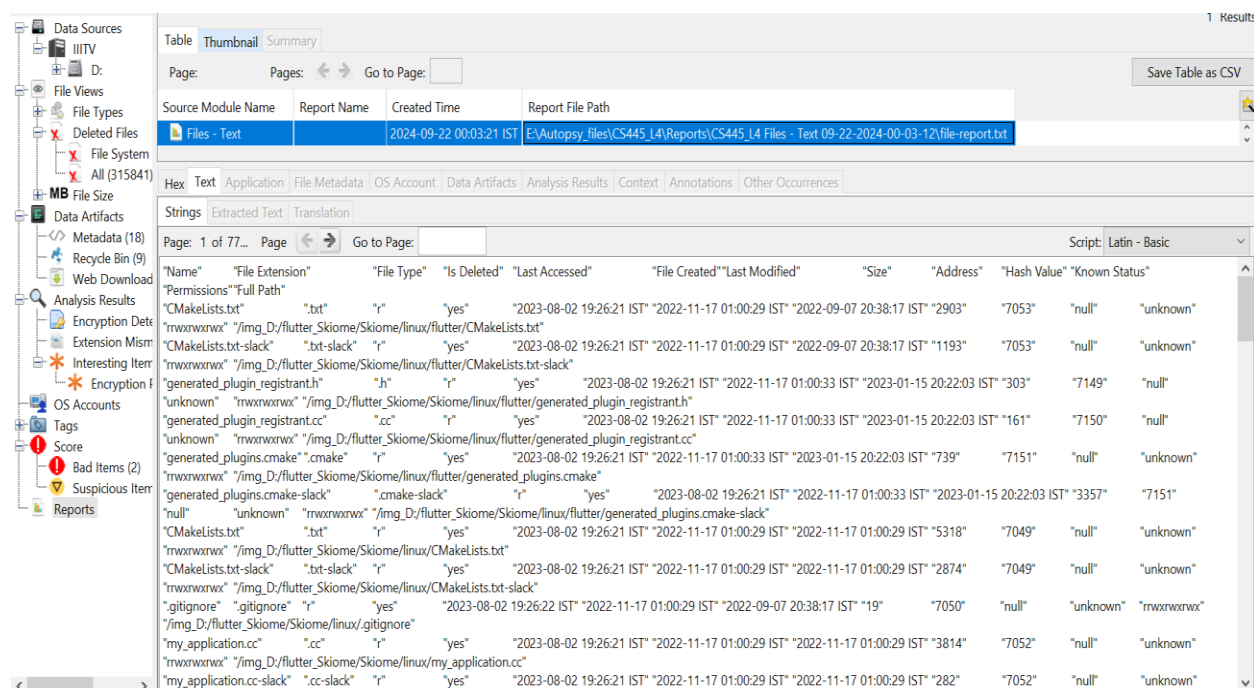 1 Results
Data Sources
IIITV
D:
File Views
File Types
Deleted Files
File System
All (315841)
MB File Size
Data Artifacts
Metadata (18)
Recycle Bin (9)
Web Download
Analysis Results
Encryption Dete
Extension Mism
Interesting Item
Encryption
OS Accounts
Tags
Score
Bad Items (2)
Suspicious Item
Reports
Table Thumbnail Summary
Page: Pages: Go to Page: Save Table as CSV
Source Module Name Report Name Created Time Report File Path
Files - Text 2024-09-22 00:03:21 IST E:\Autopsy_files\CS445_L4\Reports\CS445_L4 Files - Text 09-22-2024-00-03-12\file-report.txt
Hex Text Application File Metadata OS Account Data Artifacts Analysis Results Context Annotations Other Occurrences
Strings Extracted Text Translation
Page: 1 of 77... Page Go to Page: Script: Latin - Basic
"Name" "File Extension" "File Type" "Is Deleted" "Last Accessed" "File Created" "Last Modified" "Size" "Address" "Hash Value" "Known Status"
"Permissions" "Full Path"
"CMakeLists.txt" ".txt" "r" "yes" "2023-08-02 19:26:21 IST" "2022-11-17 01:00:29 IST" "2022-09-07 20:38:17 IST" "2903" "7053" "null" "unknown"
"rrwxrwxrwx" "/img_D:/flutter_Skiome/Skiome/linux/flutter/CMakeLists.txt"
"CMakeLists.txt-slack" ".txt-slack" "r" "yes" "2023-08-02 19:26:21 IST" "2022-11-17 01:00:29 IST" "2022-09-07 20:38:17 IST" "1193" "7053" "null" "unknown"
"rrwxrwxrwx" "/img_D:/flutter_Skiome/Skiome/linux/flutter/CMakeLists.txt-slack"
"generated_plugin_registrant.h" ".h" "r" "yes" "2023-08-02 19:26:21 IST" "2022-11-17 01:00:33 IST" "2023-01-15 20:22:03 IST" "303" "7149" "null"
"unknown" "rrwxrwxrwx" "/img_D:/flutter_Skiome/Skiome/linux/flutter/generated_plugin_registrant.h"
"generated_plugin_registrant.cc" ".cc" "r" "yes" "2023-08-02 19:26:21 IST" "2022-11-17 01:00:33 IST" "2023-01-15 20:22:03 IST" "161" "7150" "null"
"unknown" "rrwxrwxrwx" "/img_D:/flutter_Skiome/Skiome/linux/flutter/generated_plugin_registrant.cc"
"generated_plugins.cmake" ".cmake" "r" "yes" "2023-08-02 19:26:21 IST" "2022-11-17 01:00:33 IST" "2023-01-15 20:22:03 IST" "739" "7151" "null" "unknown"
"rrwxrwxrwx" "/img_D:/flutter_Skiome/Skiome/linux/flutter/generated_plugins.cmake"
"generated_plugins.cmake-slack" ".cmake-slack" "r" "yes" "2023-08-02 19:26:21 IST" "2022-11-17 01:00:33 IST" "2023-01-15 20:22:03 IST" "3357" "7151"
"null" "unknown" "rrwxrwxrwx" "/img_D:/flutter_Skiome/Skiome/linux/flutter/generated_plugins.cmake-slack"
"CMakeLists.txt" ".txt" "r" "yes" "2023-08-02 19:26:21 IST" "2022-11-17 01:00:29 IST" "2022-11-17 01:00:29 IST" "5318" "7049" "null" "unknown"
"rrwxrwxrwx" "/img_D:/flutter_Skiome/Skiome/linux/CMakeLists.txt"
"CMakeLists.txt-slack" ".txt-slack" "r" "yes" "2023-08-02 19:26:21 IST" "2022-11-17 01:00:29 IST" "2022-11-17 01:00:29 IST" "2874" "7049" "null" "unknown"
"rrwxrwxrwx" "/img_D:/flutter_Skiome/Skiome/linux/CMakeLists.txt-slack"
".gitignore" ".gitignore" "r" "yes" "2023-08-02 19:26:22 IST" "2022-11-17 01:00:29 IST" "2022-09-07 20:38:17 IST" "19" "7050" "null" "unknown" "rrwxrwxrwx"
"/img_D:/flutter_Skiome/Skiome/linux/.gitignore"
"my_application.cc" ".cc" "r" "yes" "2023-08-02 19:26:21 IST" "2022-11-17 01:00:29 IST" "2022-11-17 01:00:29 IST" "3814" "7052" "null" "unknown"
"rrwxrwxrwx" "/img_D:/flutter_Skiome/Skiome/linux/my_application.cc"
"my_application.cc-slack" ".cc-slack" "r" "yes" "2023-08-02 19:26:21 IST" "2022-11-17 01:00:29 IST" "2022-11-17 01:00:29 IST" "282" "7052" "null" "unknown"